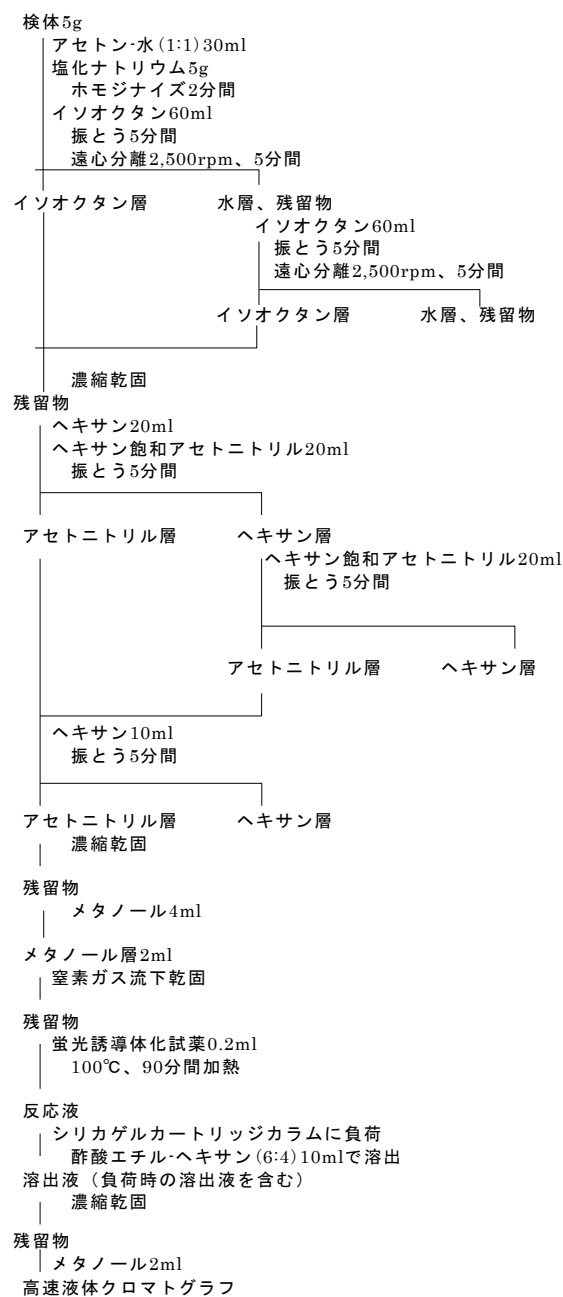 検体5g
アセトン-水(1:1)30ml
塩化ナトリウム5g
ホモジナイズ2分間
イソオクタン60ml
振とう5分間
遠心分離2,500rpm、5分間
イソオクタン層 水層、残留物
イソオクタン60ml
振とう5分間
遠心分離2,500rpm、5分間
イソオクタン層 水層、残留物
濃縮乾固
残留物
ヘキサン20ml
ヘキサン飽和アセトニトリル20ml
振とう5分間
アセトニトリル層 ヘキサン層
ヘキサン飽和アセトニトリル20ml
振とう5分間
アセトニトリル層 ヘキサン層
ヘキサン10ml
振とう5分間
アセトニトリル層 ヘキサン層
濃縮乾固
残留物
メタノール4ml
メタノール層2ml
窒素ガス流下乾固
残留物
蛍光誘導体化試薬0.2ml
100℃、90分間加熱
反応液
シリカゲルカートリッジカラムに負荷
酢酸エチル-ヘキサン(6:4)10mlで溶出
溶出液（負荷時の溶出液を含む）
濃縮乾固
残留物
メタノール2ml
高速液体クロマトグラフ